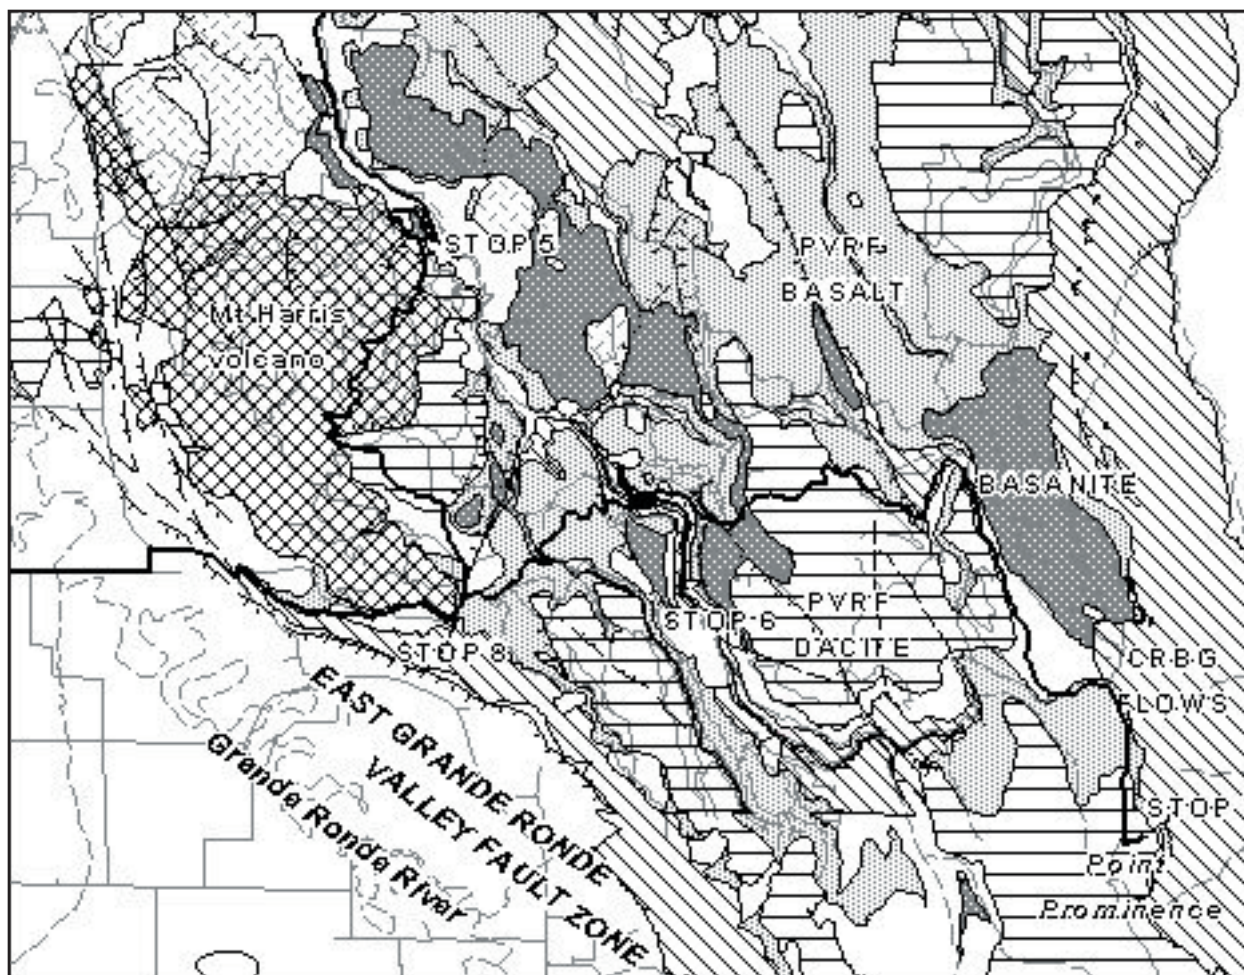 STOP 5
PVRF
BASALT
Mt Harris
volcano
BASANITE
PVRF
DACITE
STOP 6
STOP 8
CRBG
FLOWS
EAST GRANDE RONDE
VALLEY FAULT ZONE
Grande Ronde River
STOP
Point
Prominence